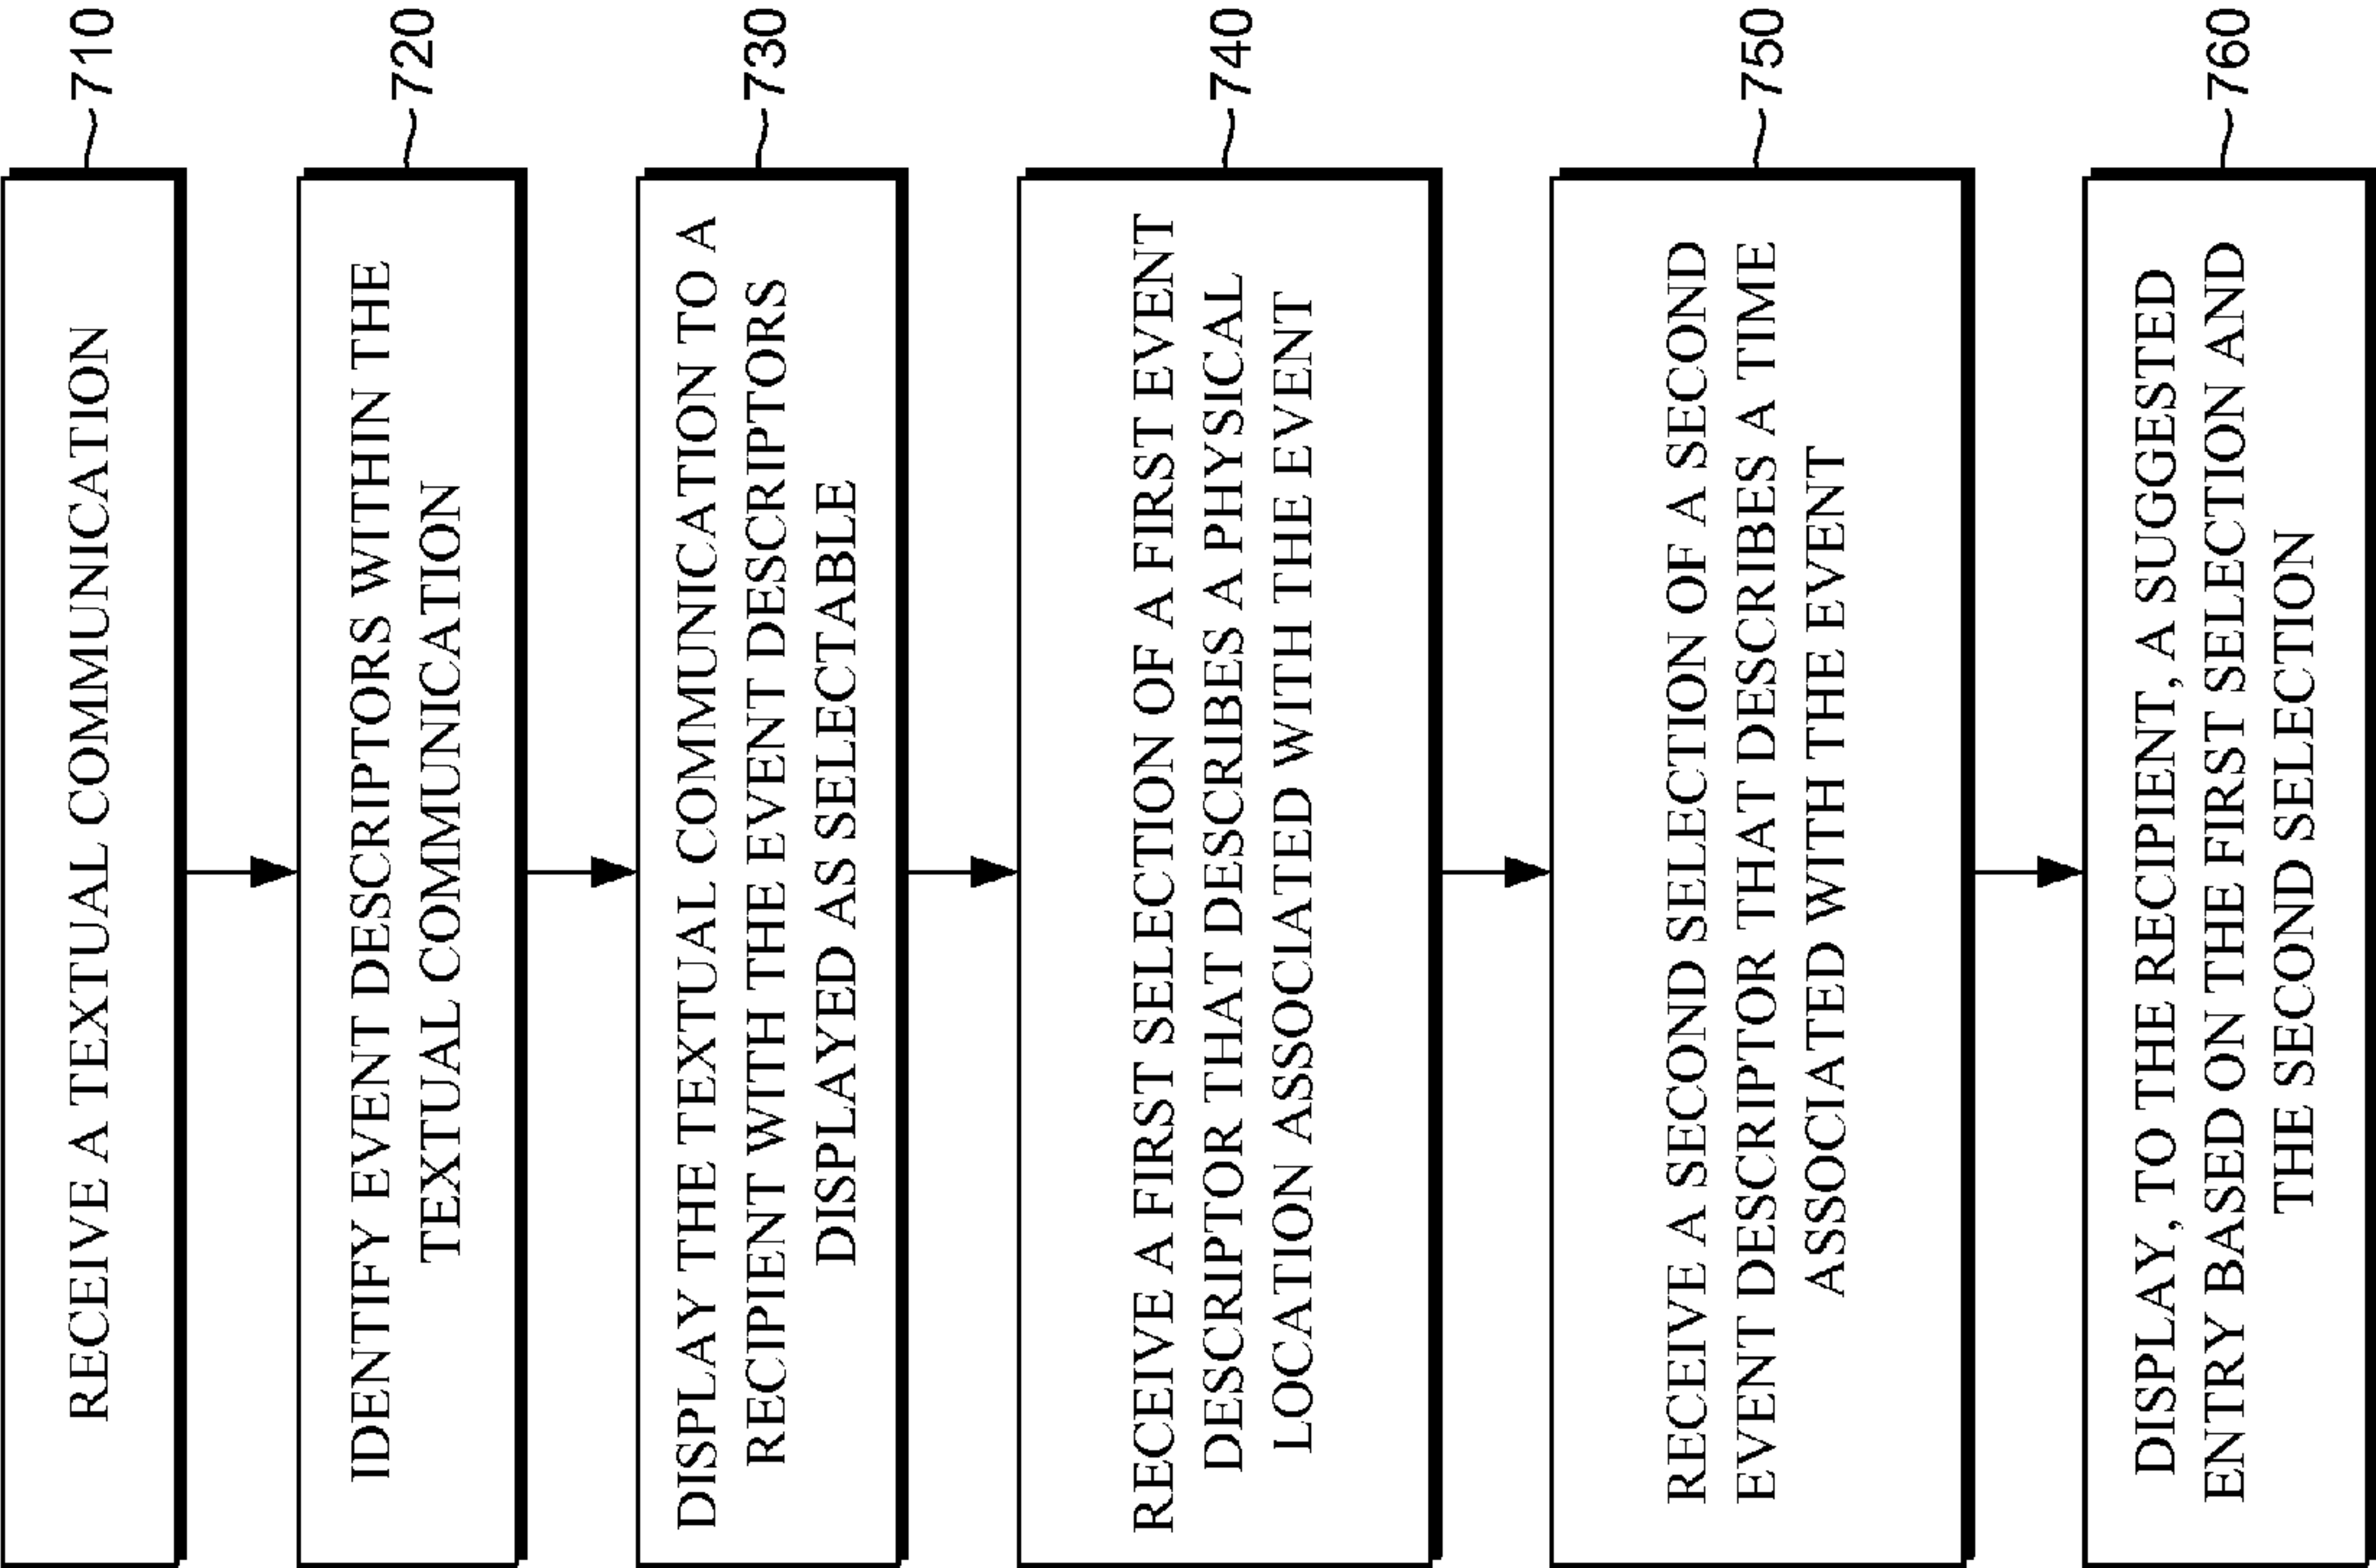 RECEIVE A TEXTUAL COMMUNICATION
710
IDENTIFY EVENT DESCRIPTORS WITHIN THE
TEXTUAL COMMUNICATION
720
DISPLAY THE TEXTUAL COMMUNICATION TO A
RECIPIENT WITH THE EVENT DESCRIPTORS
DISPLAYED AS SELECTABLE
730
RECEIVE A FIRST SELECTION OF A FIRST EVENT
DESCRIPTOR THAT DESCRIBES A PHYSICAL
LOCATION ASSOCIATED WITH THE EVENT
740
RECEIVE A SECOND SELECTION OF A SECOND
EVENT DESCRIPTOR THAT DESCRIBES A TIME
ASSOCIATED WITH THE EVENT
750
DISPLAY, TO THE RECIPIENT, A SUGGESTED
ENTRY BASED ON THE FIRST SELECTION AND
THE SECOND SELECTION
760